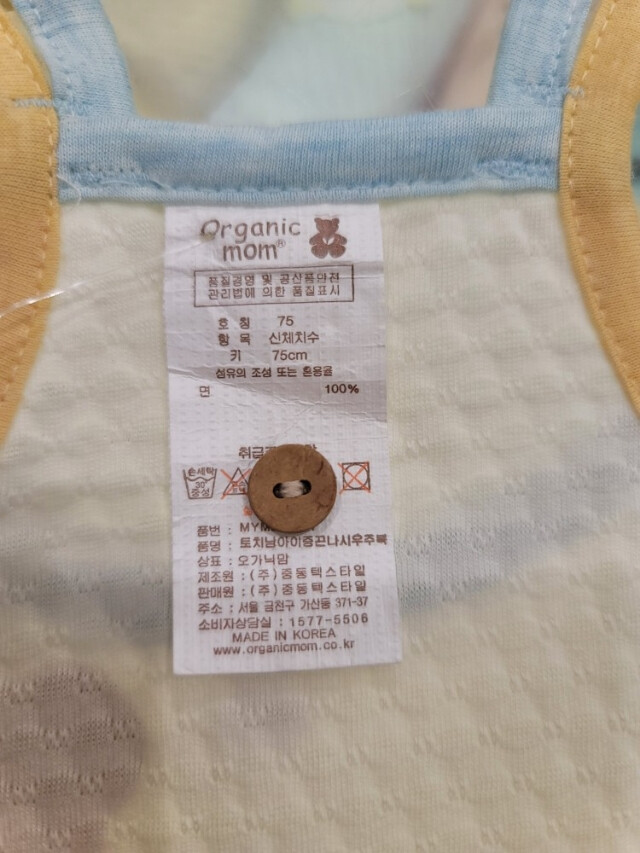 Organic
mom®
품질경영 및 공산품안전
관리법에 의한 품질표시
호 칭 75
항 목 신체치수
키 75cm
섬유의 조성 또는 혼용율
면 100%
손세탁
30
중성
품번 :
품명 : 토치남아이중끈나시우주복
상표 : 오가닉맘
제조원 : (주)중동텍스타일
판매원 : (주)중동텍스타일
주소 : 서울 금천구 가산동 371-37
소비자상담실 : 1577-5506
MADE IN KOREA
www.organicmom.co.kr